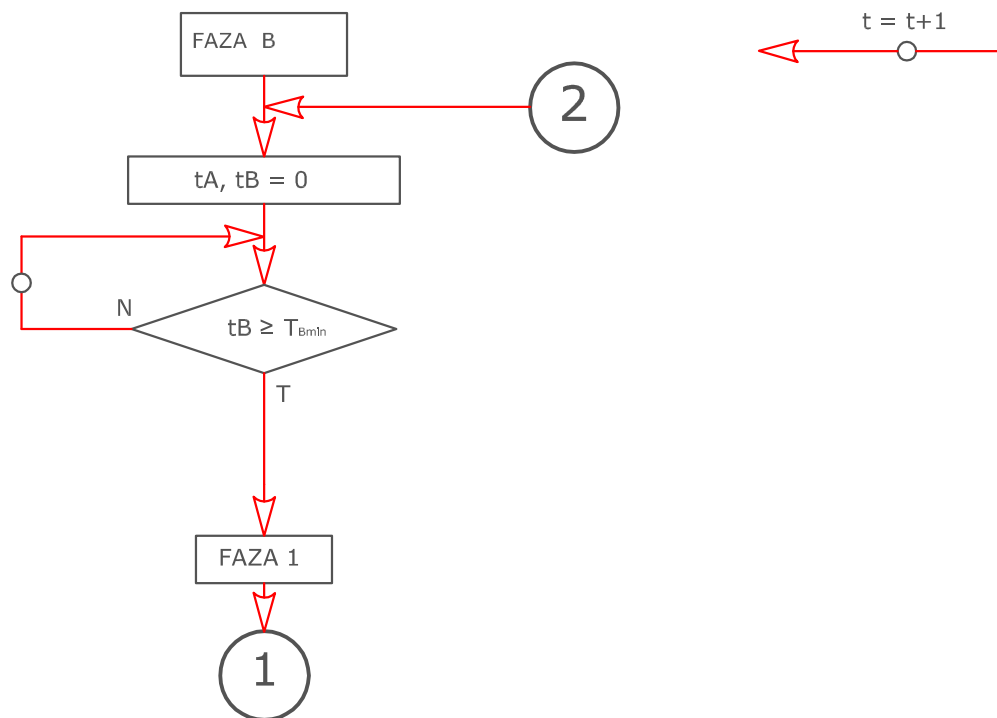 FAZA B
t = t+1
2
tA, tB = 0
N
tB ≥ TBmin
T
FAZA 1
1